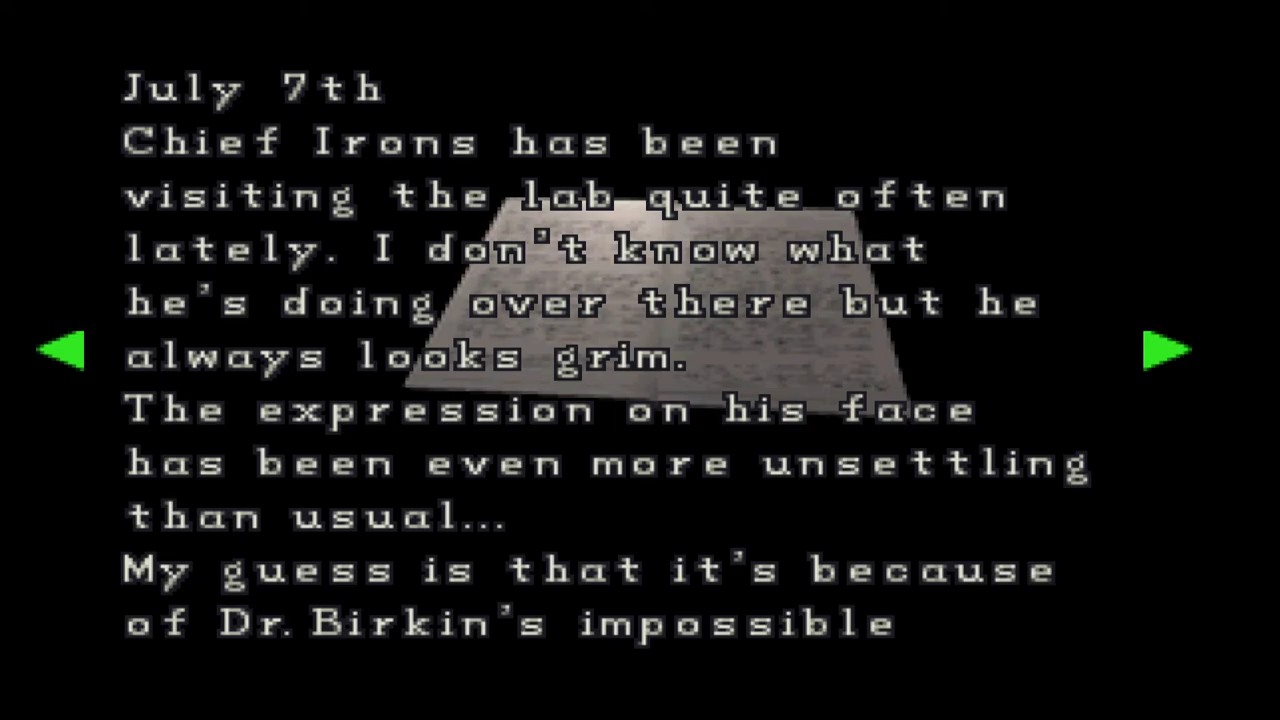 July 7th
Chief Irons has been
visiting the lab quite often
lately. I don't know what
he's doing over there but he
always looks grim.
The expression on his face
has been even more unsettling
than usual...
My guess is that it's because
of Dr. Birkin's impossible